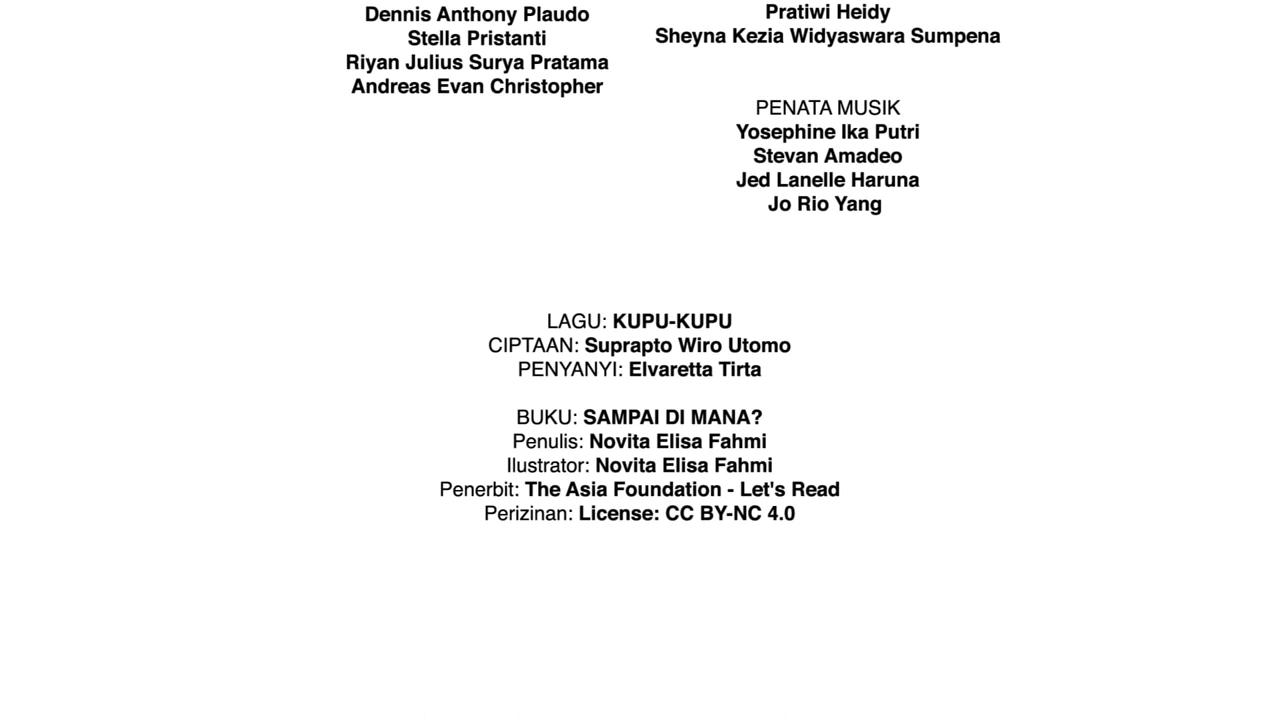 Dennis Anthony Plaudo
Stella Pristanti
Riyan Julius Surya Pratama
Andreas Evan Christopher
Pratiwi Heidy
Sheyna Kezia Widyaswara Sumpena
PENATA MUSIK
Yosephine Ika Putri
Stevan Amadeo
Jed Lanelle Haruna
Jo Rio Yang
LAGU: KUPU-KUPU
CIPTAAN: Suprapto Wiro Utomo
PENYANYI: Elvaretta Tirta
BUKU: SAMPAI DI MANA?
Penulis: Novita Elisa Fahmi
Ilustrator: Novita Elisa Fahmi
Penerbit: The Asia Foundation - Let's Read
Perizinan: License: CC BY-NC 4.0